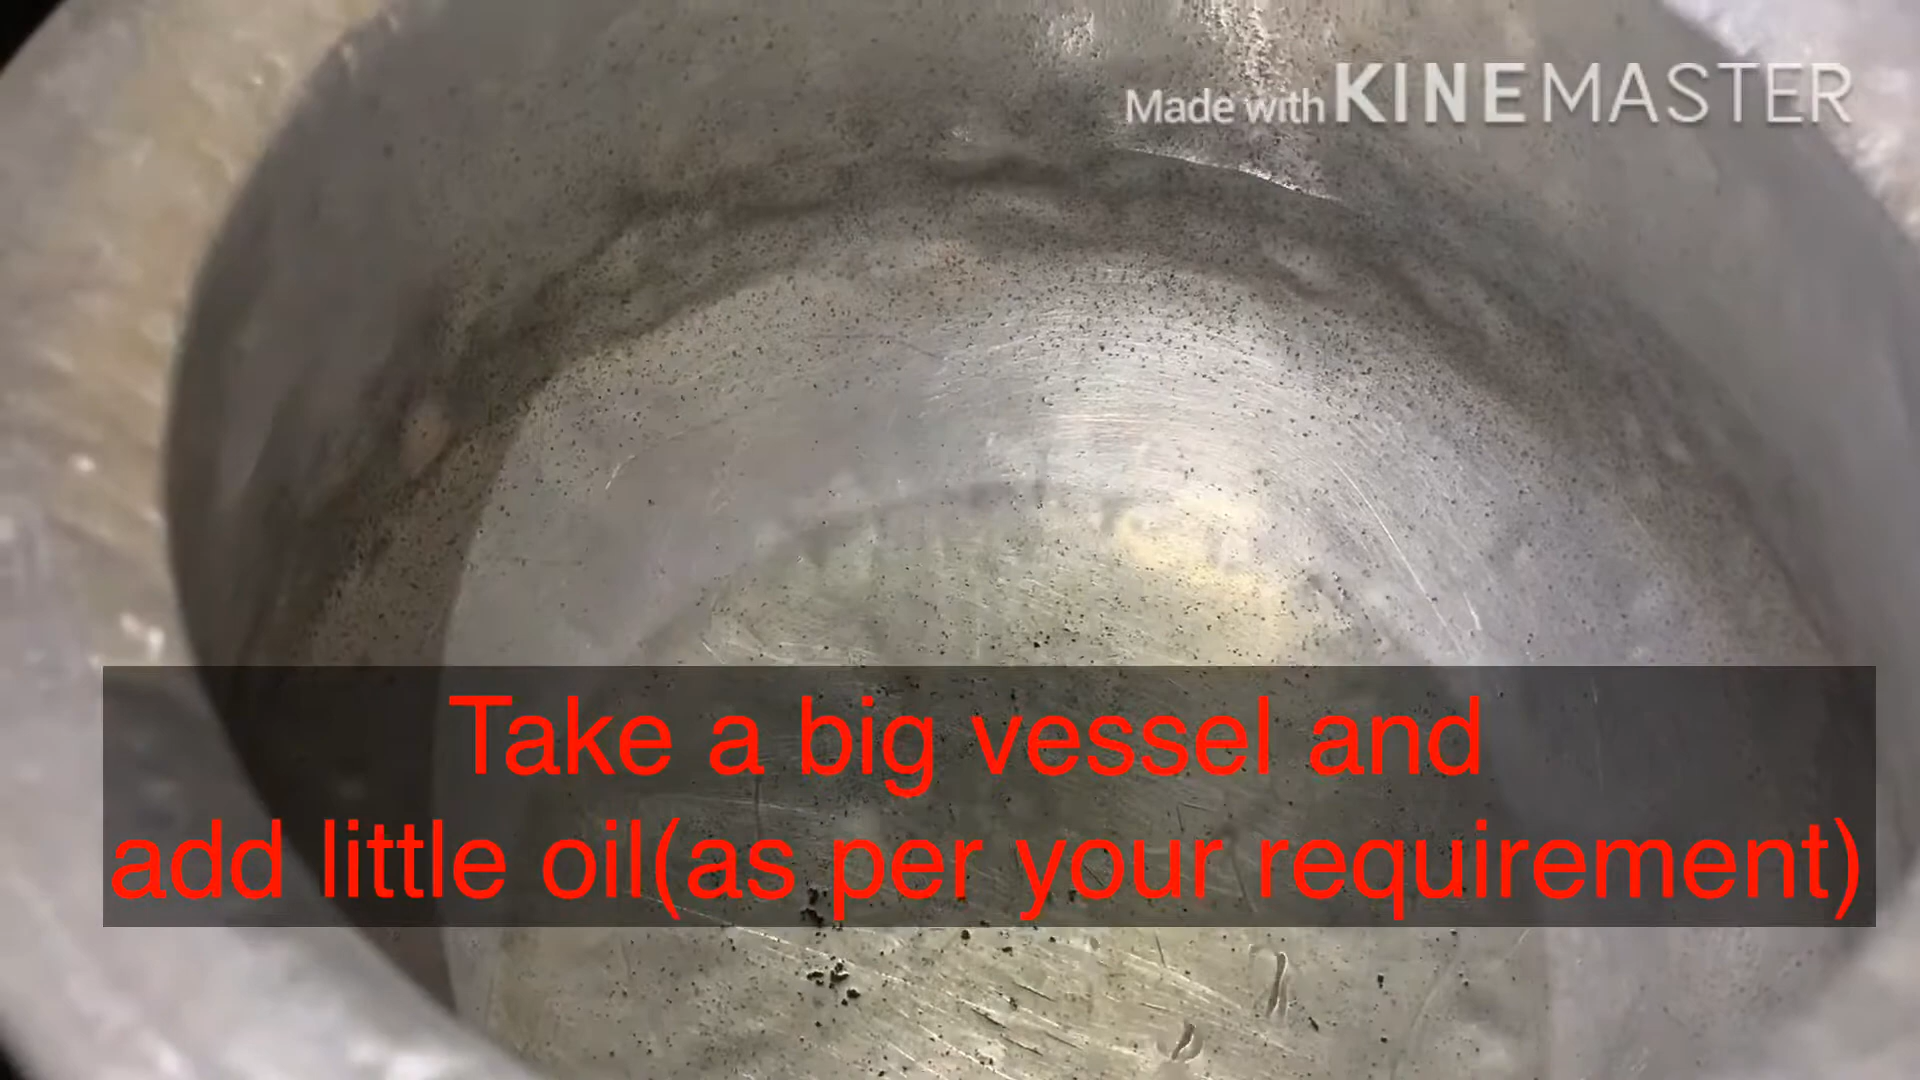 Made with KINEMASTER
Take a big vessel and
add little oil(as per your requirement)